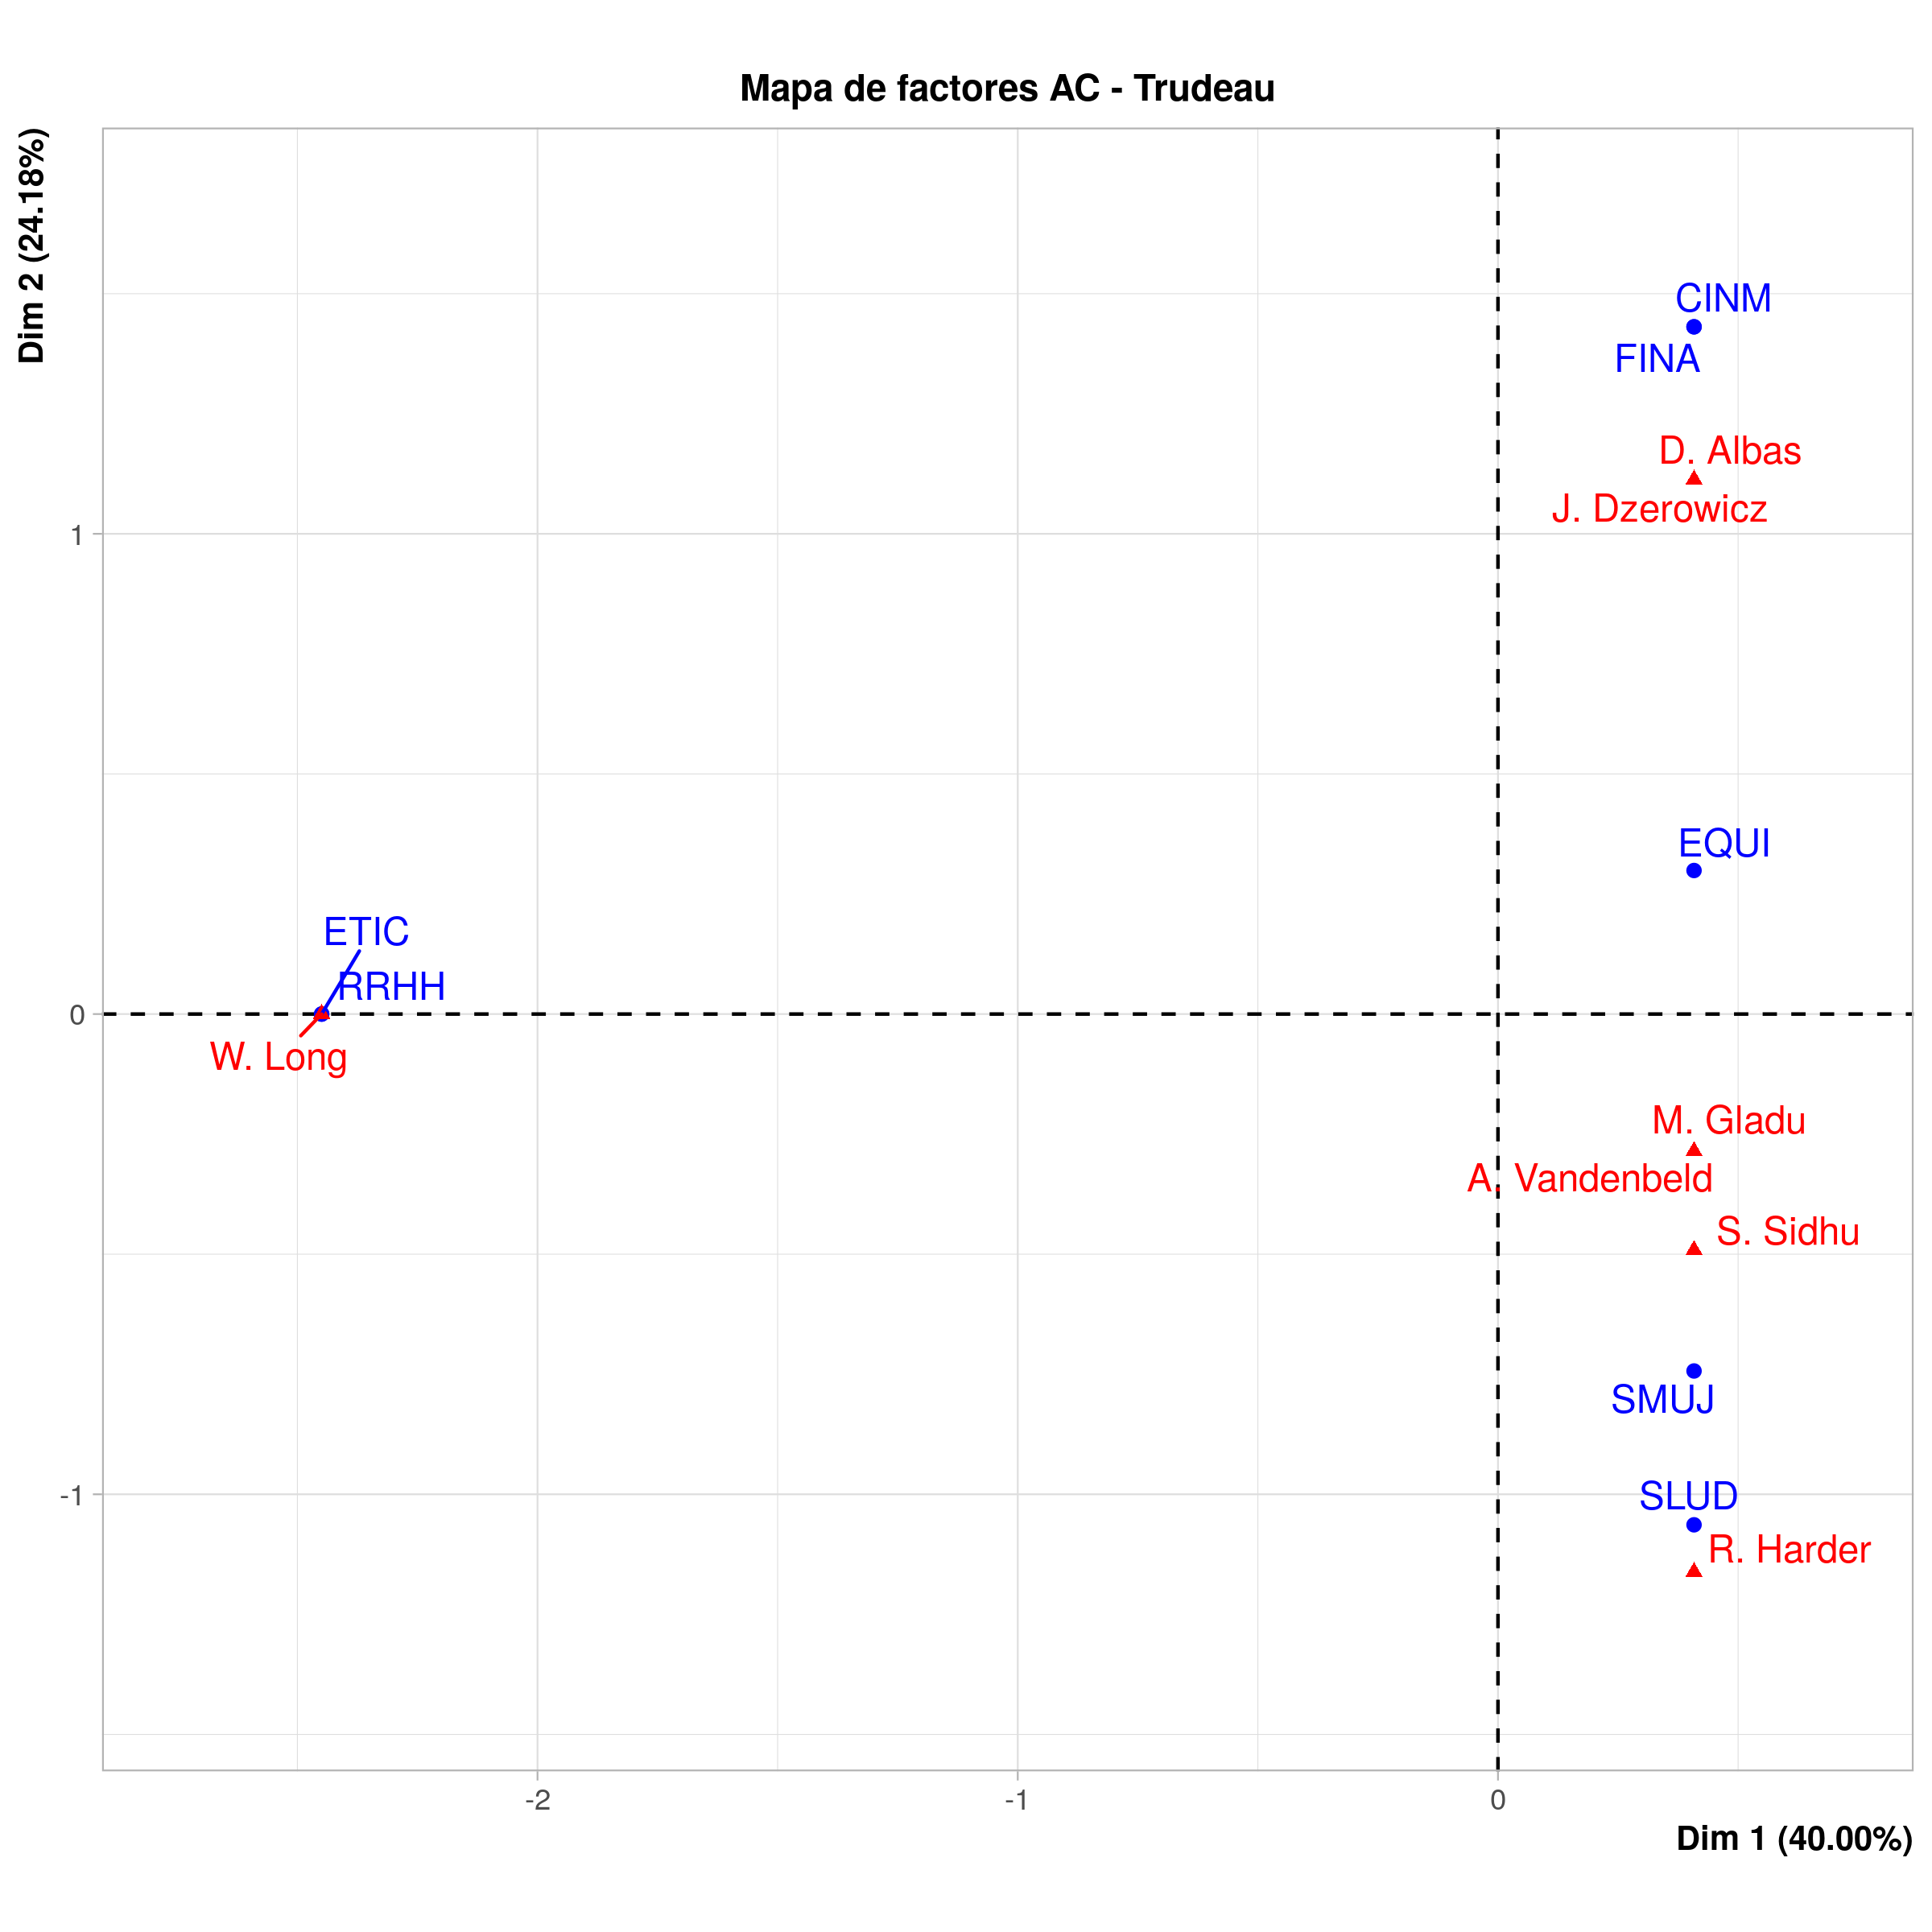 Mapa de factores AC - Trudeau
Dim 2 (24.18%)
CINM
FINA
D. Albas
J. Dzerowicz
1
EQUI
ETIC
RRHH
0
W. Long
M. Gladu
A. Vandenbeld
S. Sidhu
SMUJ
SLUD
-1
R. Harder
-2
-1
0
Dim 1 (40.00%)